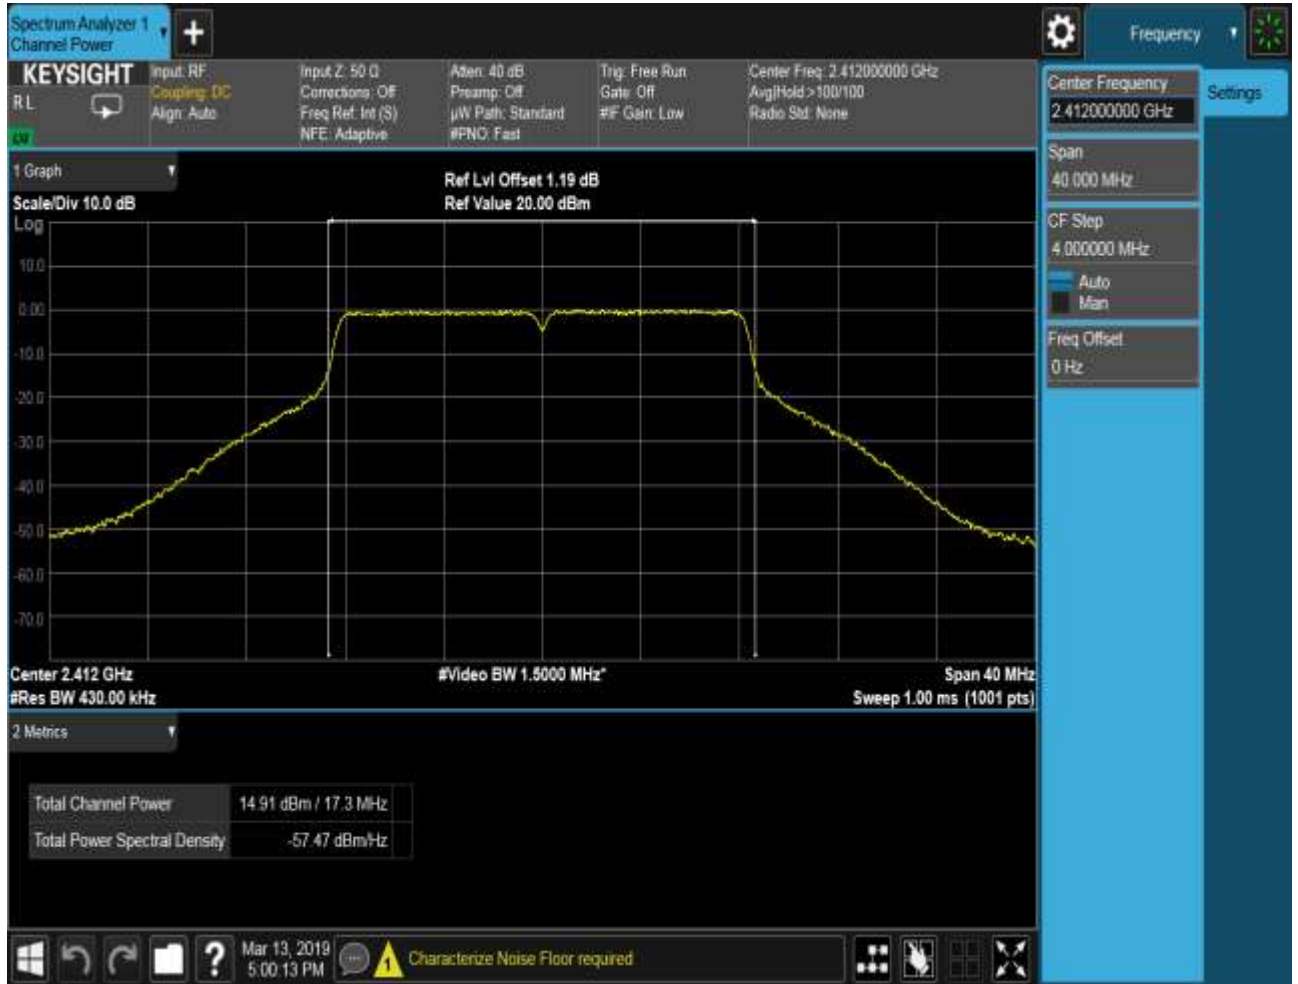 Spectrum Analyzer 1
Channel Power
+
Frequency
KEYSIGHT
RL
LXI
Input: RF
Coupling: DC
Align: Auto
Input Z: 50 Ω
Corrections: Off
Freq Ref: Int (S)
NFE: Adaptive
Atten: 40 dB
Preamp: Off
µW Path: Standard
#PNO: Fast
Trig: Free Run
Gate: Off
#IF Gain: Low
Center Freq: 2.412000000 GHz
Avg|Hold:>100/100
Radio Std: None
Center Frequency
2.412000000 GHz
Settings
Span
40.000 MHz
CF Step
4.000000 MHz
Auto
Man
Freq Offset
0 Hz
1 Graph
Scale/Div 10.0 dB
Ref Lvl Offset 1.19 dB
Ref Value 20.00 dBm
Log
10.0
0.00
-10.0
-20.0
-30.0
-40.0
-50.0
-60.0
-70.0
Center 2.412 GHz
#Video BW 1.5000 MHz*
Span 40 MHz
#Res BW 430.00 kHz
Sweep 1.00 ms (1001 pts)
2 Metrics
Total Channel Power 14.91 dBm / 17.3 MHz
Total Power Spectral Density -57.47 dBm/Hz
?
Mar 13, 2019
5:00:13 PM
1
Characterize Noise Floor required